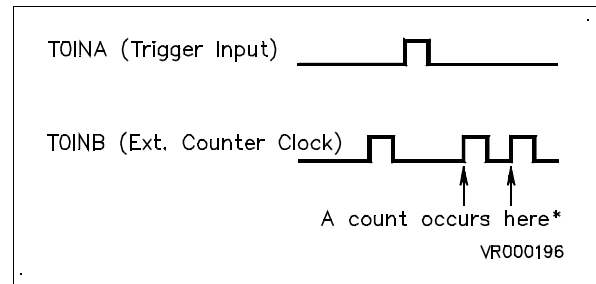 T0INA (Trigger Input)
T0INB (Ext. Counter Clock)
A count occurs here*
VR000196